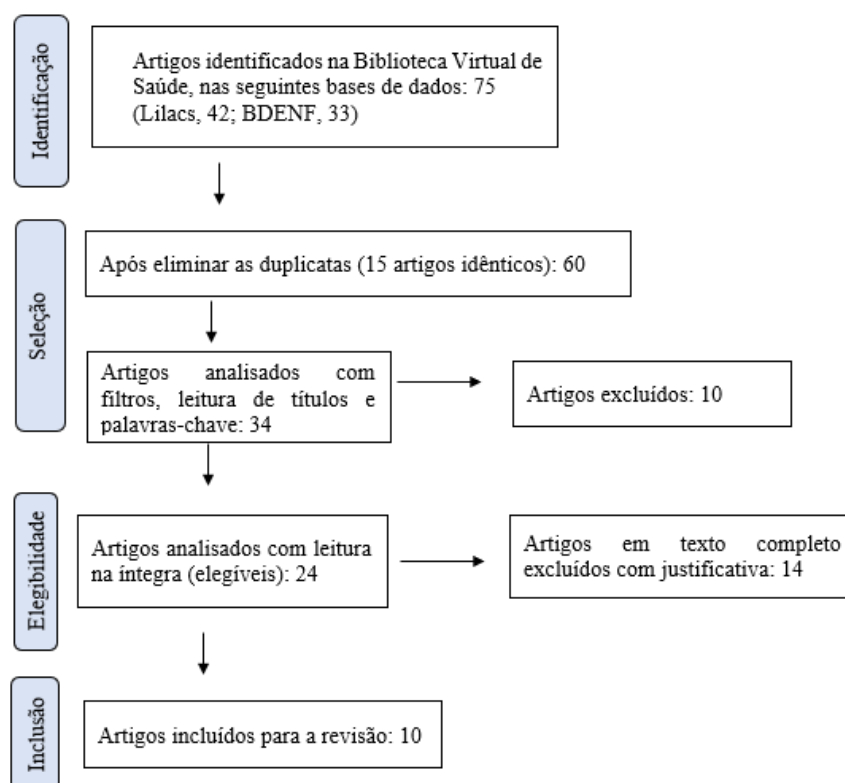 Identificação
Artigos identificados na Biblioteca Virtual de
Saúde, nas seguintes bases de dados: 75
(Lilacs, 42; BDENF, 33)
Seleção
Após eliminar as duplicatas (15 artigos idênticos): 60
Artigos analisados com
filtros, leitura de títulos e
palavras-chave: 34
Artigos excluídos: 10
Elegibilidade
Artigos analisados com leitura
na íntegra (elegíveis): 24
Artigos em texto completo
excluídos com justificativa: 14
Inclusão
Artigos incluídos para a revisão: 10